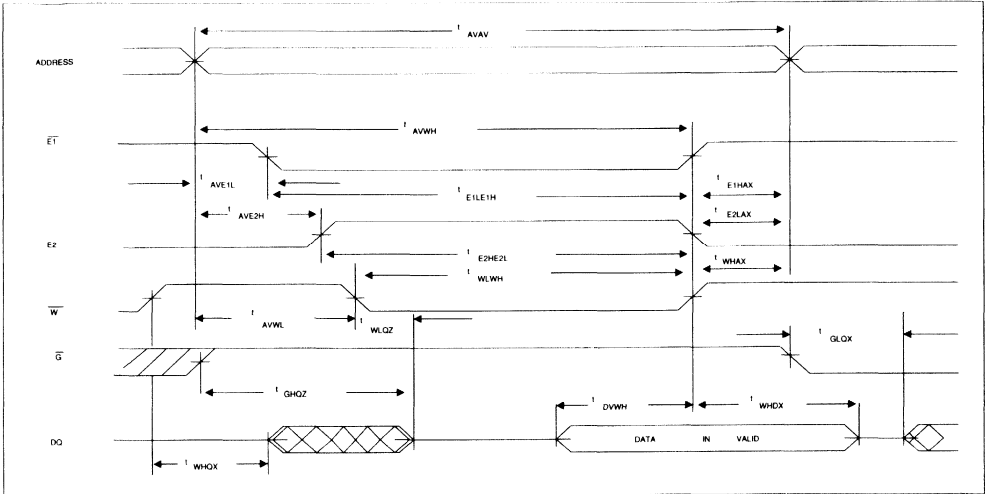 t AVAV
ADDRESS
t AVWH
E1
t AVE1L
t E1LE1H
t E1HAX
t AVE2H
t E2LAX
E2
t E2HE2L
t WHAX
t WLWH
W
t AVWL
t WLQZ
t GLQX
G
t GHQZ
t DVWH
t WHDX
DQ
DATA IN VALID
t WHQX